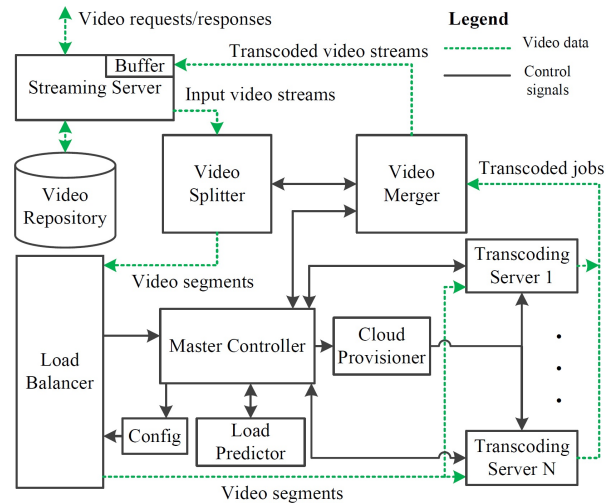 Video requests/responses
Legend
Video data
Control
signals
Buffer
Streaming Server
Transcoded video streams
Input video streams
Video
Repository
Video
Splitter
Video
Merger
Transcoded jobs
Video segments
Transcoding
Server 1
Load
Balancer
Master Controller
Cloud
Provisioner
Config
Load
Predictor
Transcoding
Server N
Video segments